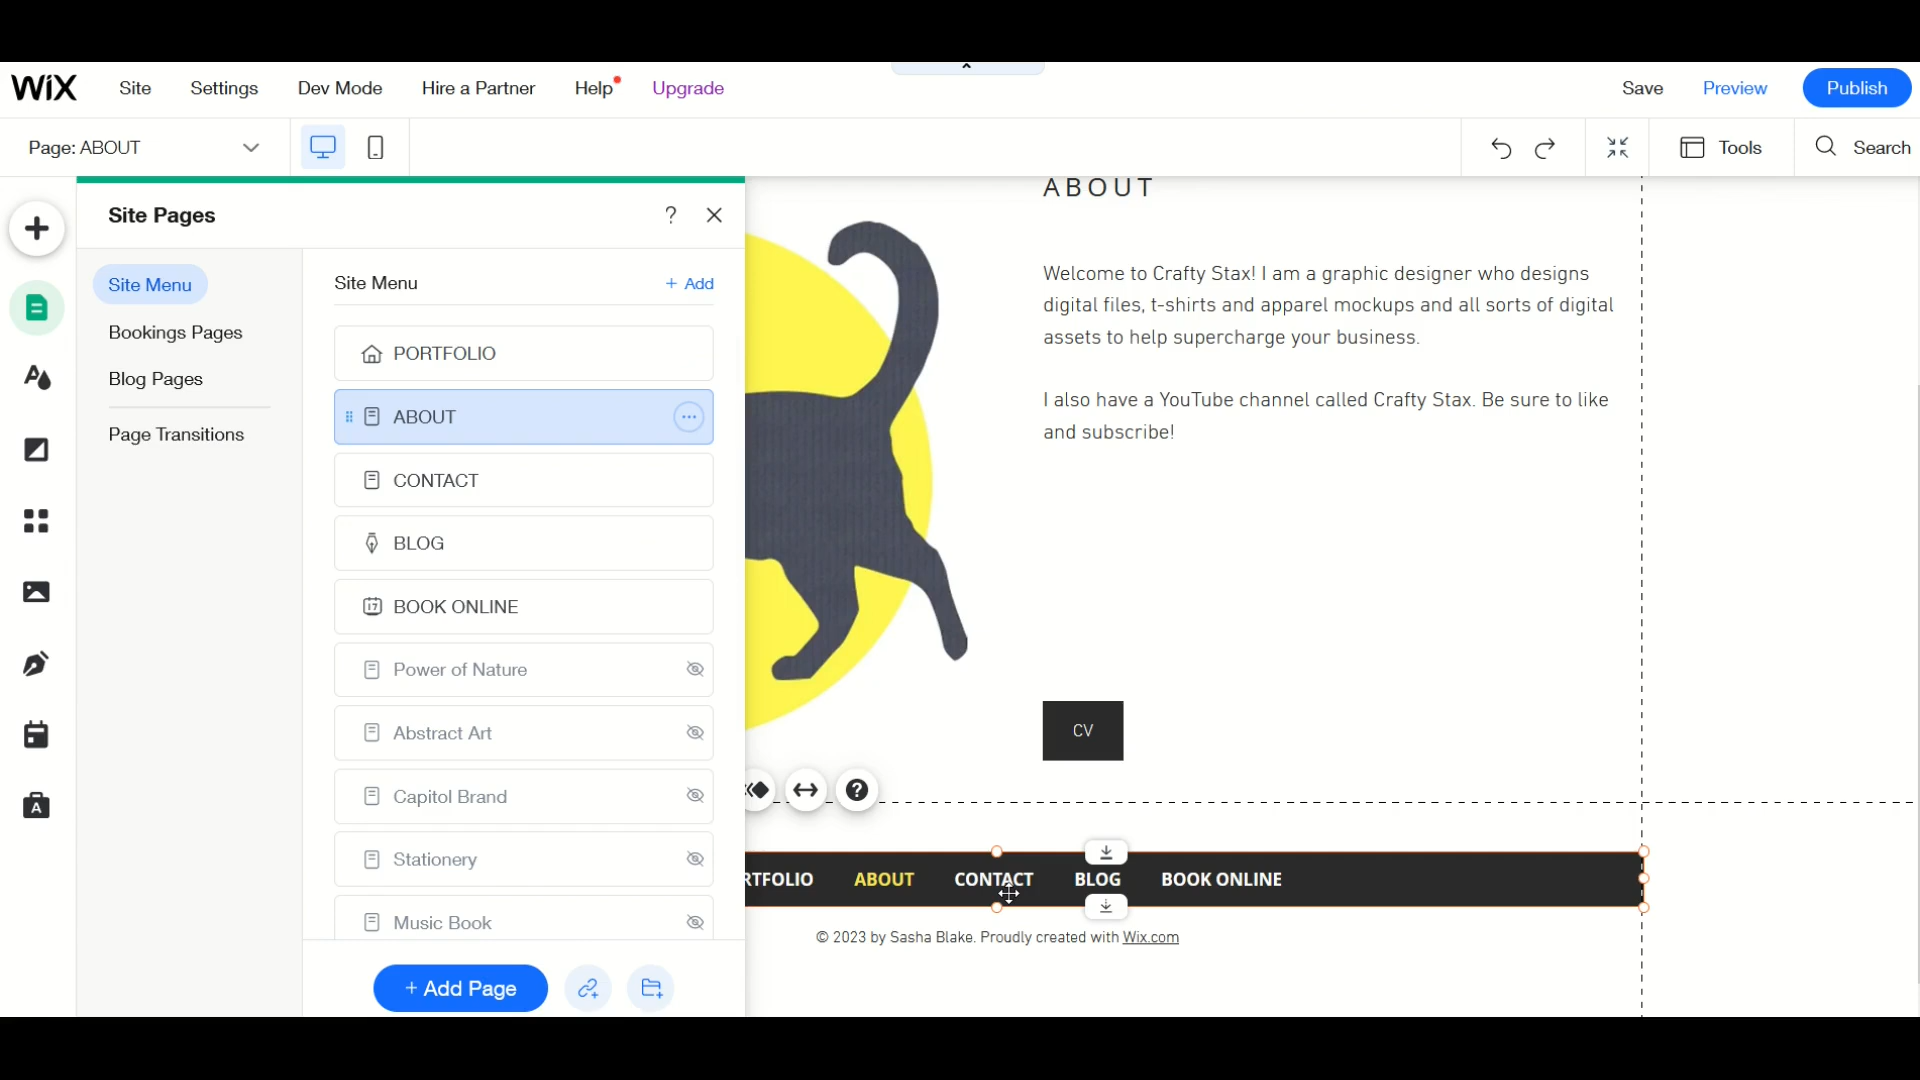 WiX Site Settings Dev Mode Hire a Partner Help Upgrade Save Preview Publish
Page: ABOUT Tools Search
Site Pages ?
Site Menu
Bookings Pages
Blog Pages
Page Transitions
Site Menu + Add
PORTFOLIO
ABOUT
CONTACT
BLOG
17 BOOK ONLINE
Power of Nature
Abstract Art
Capitol Brand
Stationery
Music Book
+ Add Page
A
ABOUT
Welcome to Crafty Stax! I am a graphic designer who designs
digital files, t-shirts and apparel mockups and all sorts of digital
assets to help supercharge your business.
I also have a YouTube channel called Crafty Stax. Be sure to like
and subscribe!
CV
?
RTFOLIO ABOUT CONTACT BLOG BOOK ONLINE
© 2023 by Sasha Blake. Proudly created with Wix.com